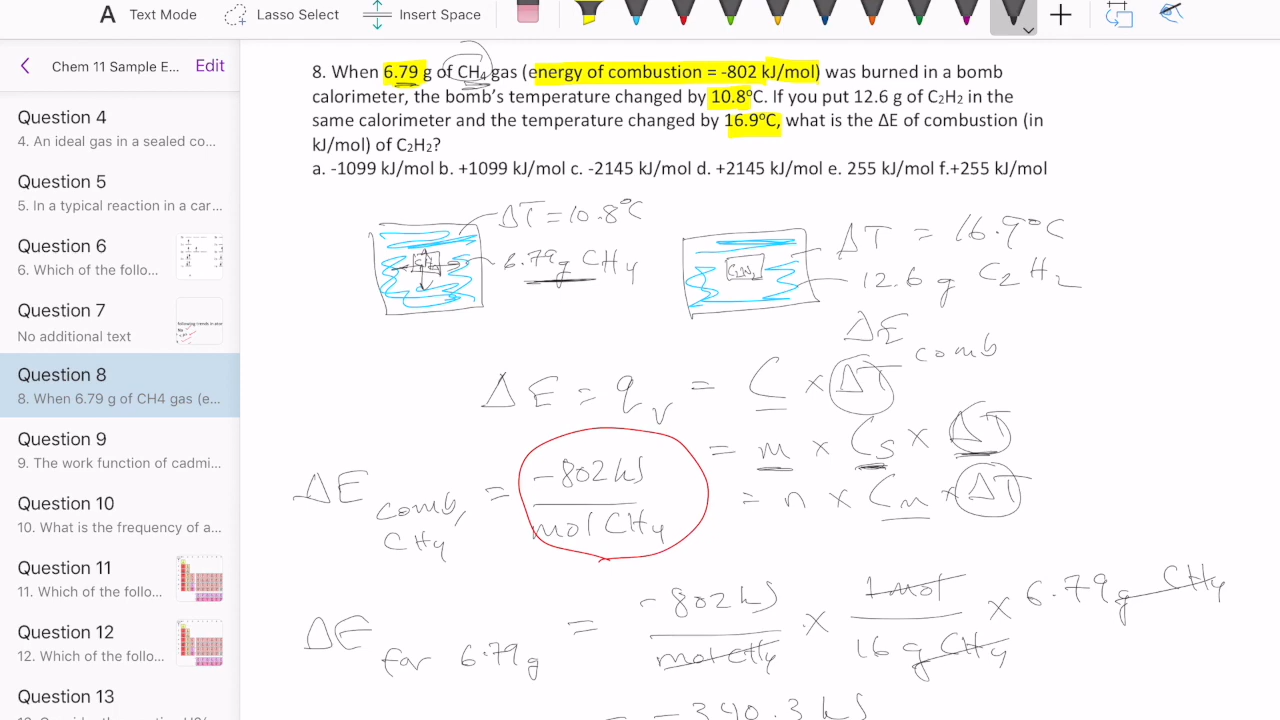 A Text Mode Lasso Select Insert Space
Chem 11 Sample E... Edit
Question 4
4. An ideal gas in a sealed co...
Question 5
5. In a typical reaction in a car...
Question 6
6. Which of the follo...
Question 7
No additional text
Question 8
8. When 6.79 g of CH4 gas (e...
Question 9
9. The work function of cadmi...
Question 10
10. What is the frequency of a...
Question 11
11. Which of the follo...
Question 12
12. Which of the follo...
Question 13
8. When 6.79 g of CH₄ gas (energy of combustion = -802 kJ/mol) was burned in a bomb
calorimeter, the bomb's temperature changed by 10.8°C. If you put 12.6 g of C₂H₂ in the
same calorimeter and the temperature changed by 16.9°C, what is the ΔE of combustion (in
kJ/mol) of C₂H₂?
a. -1099 kJ/mol b. +1099 kJ/mol c. -2145 kJ/mol d. +2145 kJ/mol e. 255 kJ/mol f.+255 kJ/mol
ΔT = 10.8°C
6.79g CH₄
ΔT = 16.9°C
C₂H₂
12.6 g C₂H₂
ΔE comb
ΔE = qᵥ = C × ΔT
= m × Cs × ΔT
= n × Cm × ΔT
ΔE comb, CH₄ = -802 kJ / mol CH₄
ΔE for 6.79g = -802 kJ / mol CH₄ × 1 mol / 16 g CH₄ × 6.79g CH₄
= -340.3 kJ